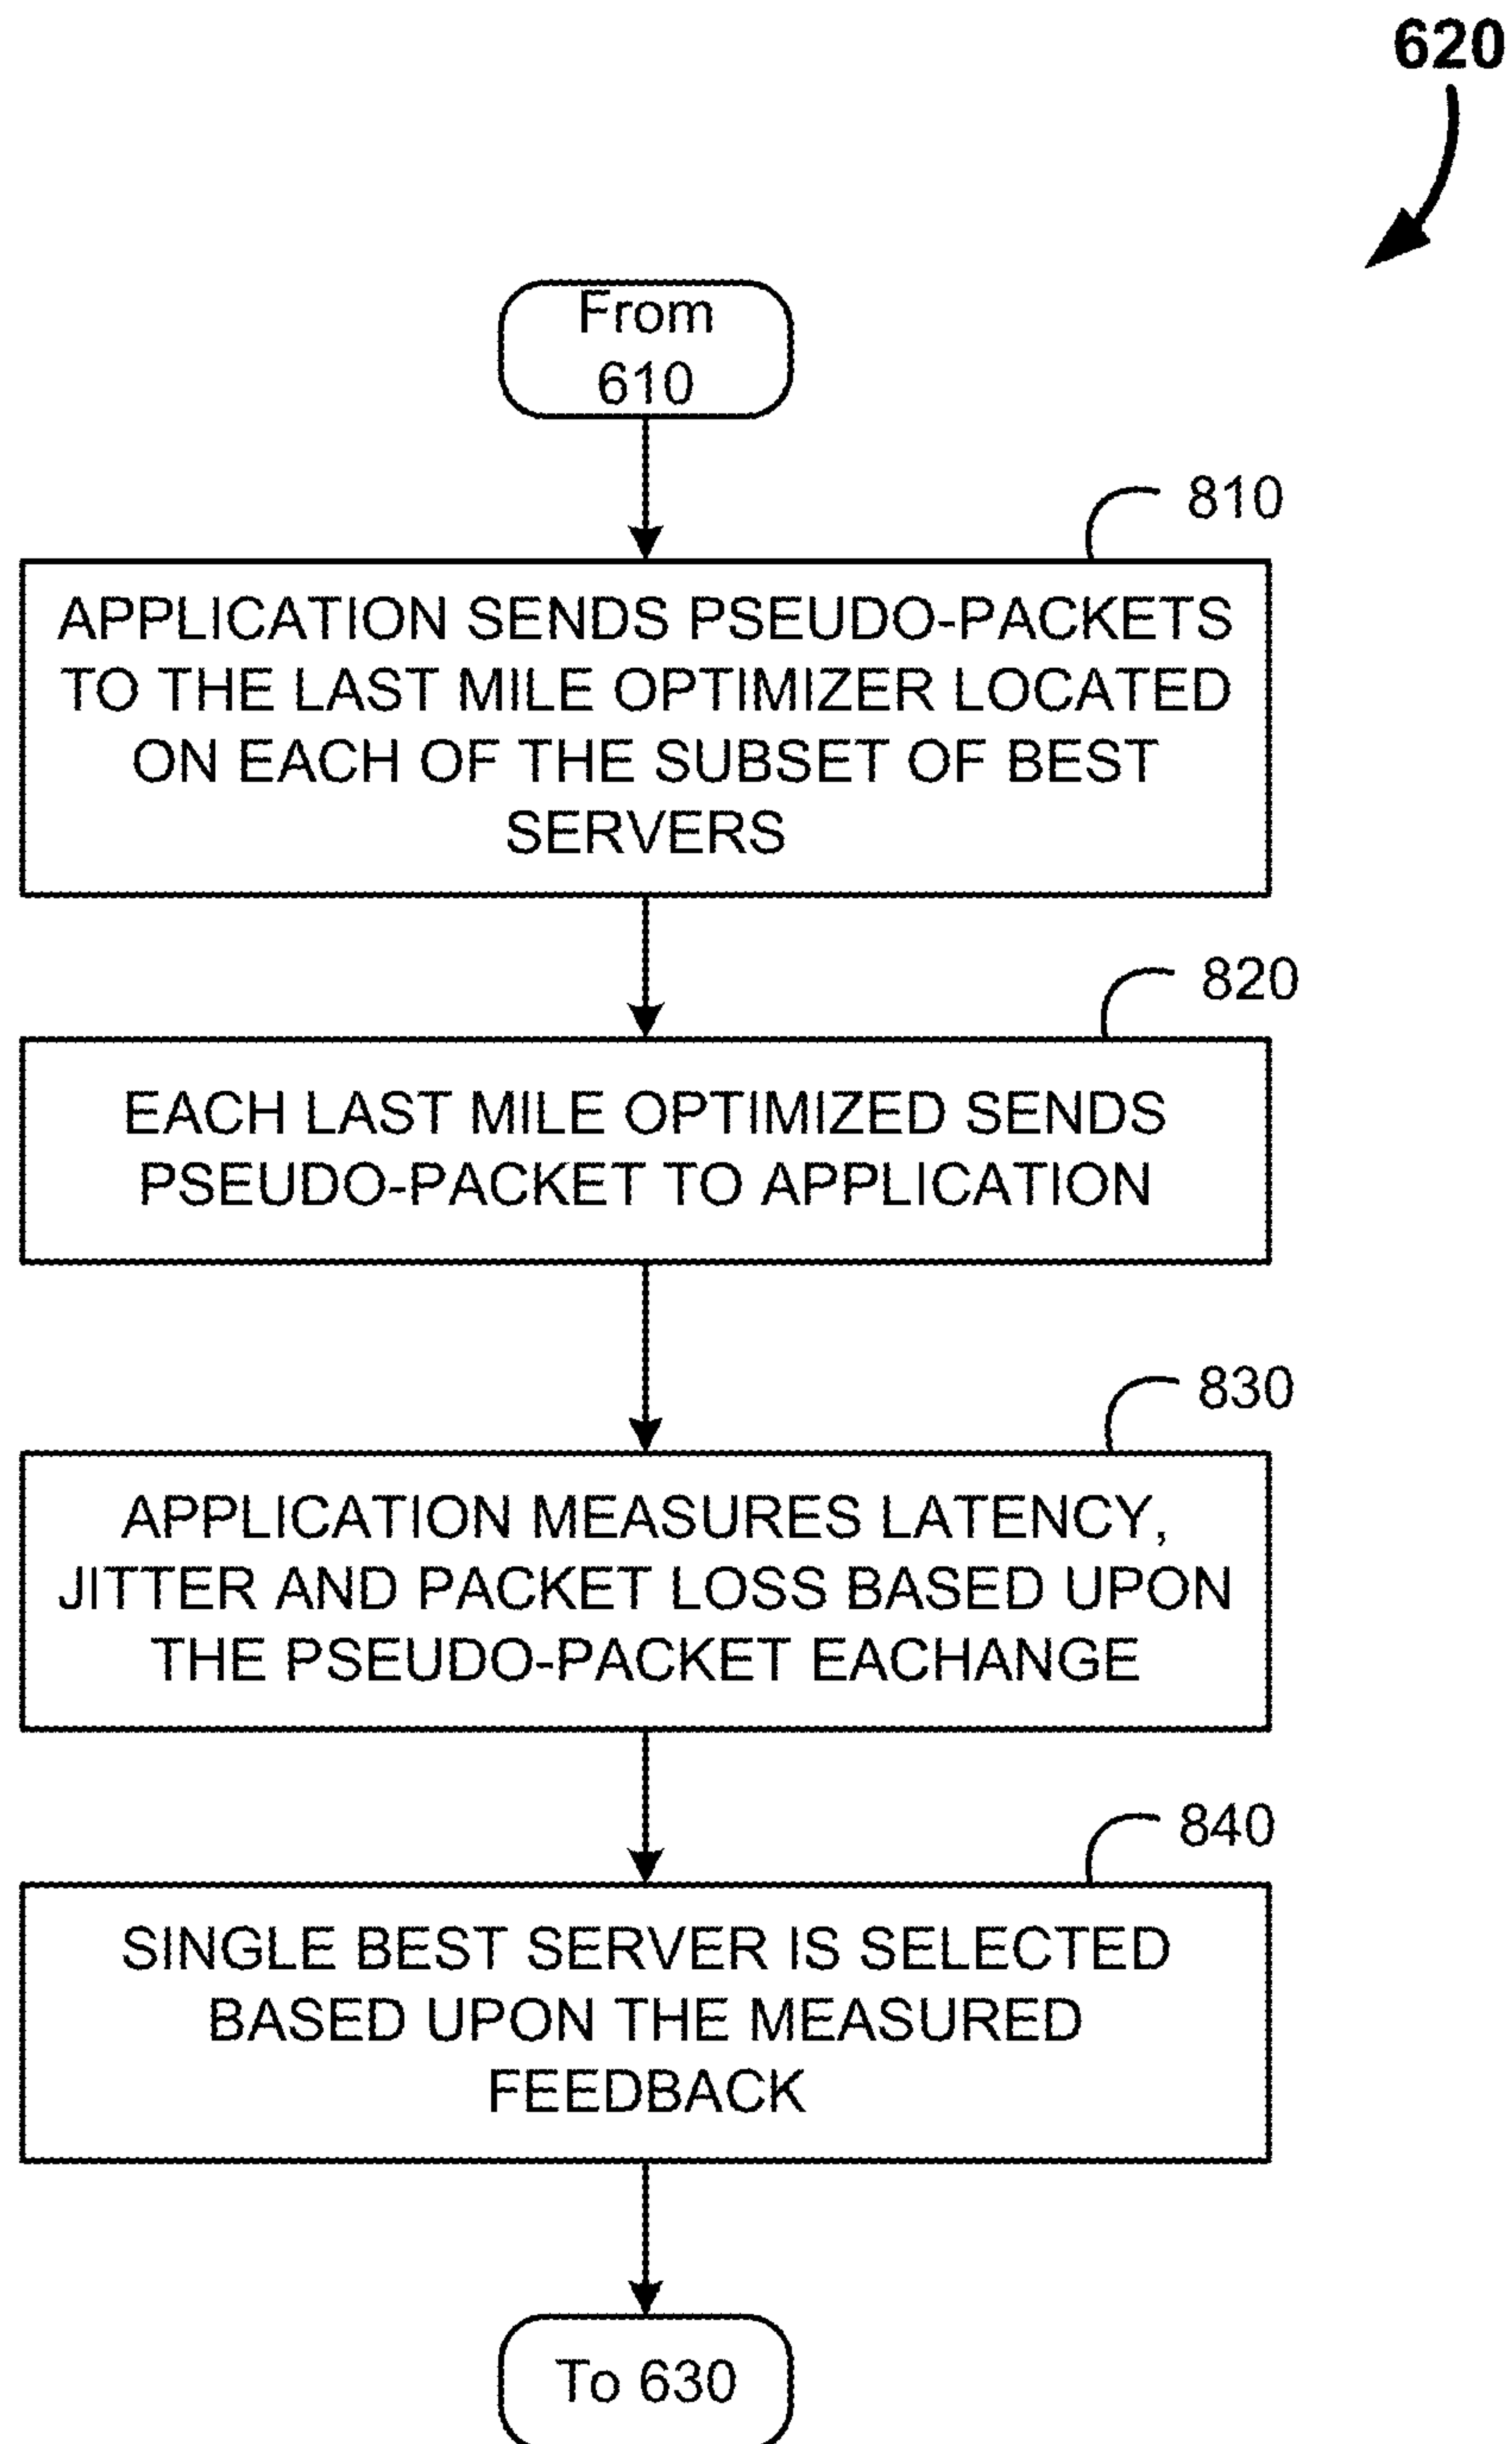 620
From
610
810
APPLICATION SENDS PSEUDO-PACKETS
TO THE LAST MILE OPTIMIZER LOCATED
ON EACH OF THE SUBSET OF BEST
SERVERS
820
EACH LAST MILE OPTIMIZED SENDS
PSEUDO-PACKET TO APPLICATION
830
APPLICATION MEASURES LATENCY,
JITTER AND PACKET LOSS BASED UPON
THE PSEUDO-PACKET EACHANGE
840
SINGLE BEST SERVER IS SELECTED
BASED UPON THE MEASURED
FEEDBACK
To 630